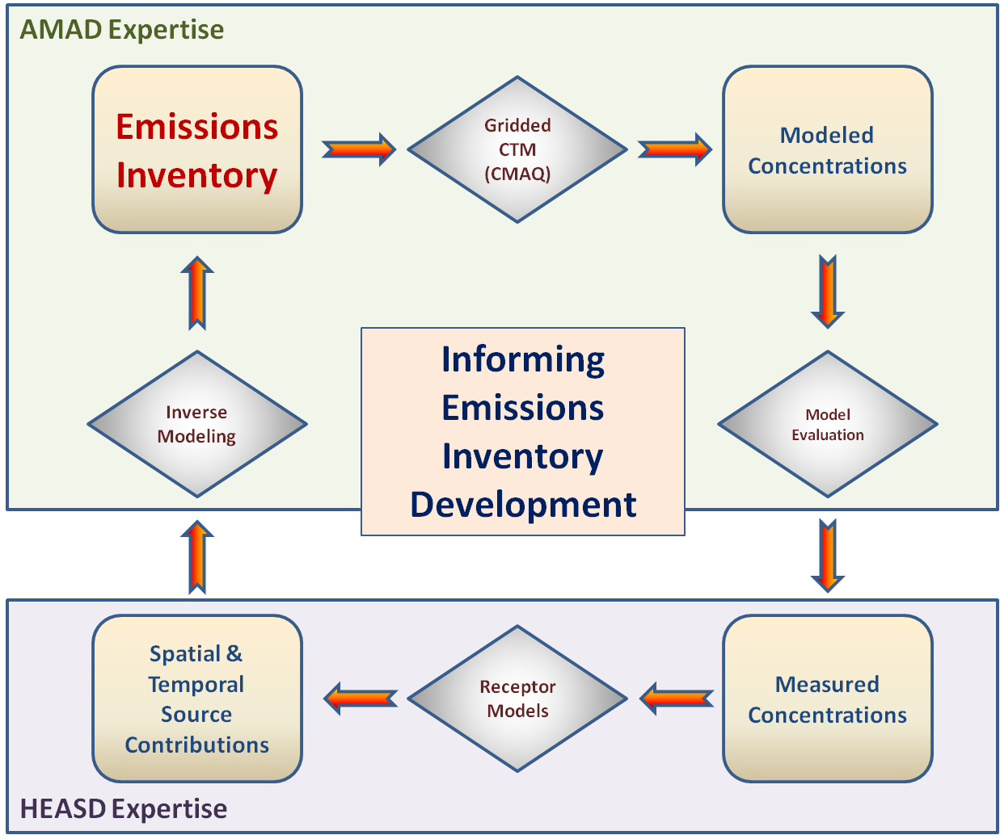 AMAD Expertise
Emissions
Inventory
Gridded
CTM
(CMAQ)
Modeled
Concentrations
Inverse
Modeling
Informing
Emissions
Inventory
Development
Model
Evaluation
Spatial &
Temporal
Source
Contributions
Receptor
Models
Measured
Concentrations
HEASD Expertise